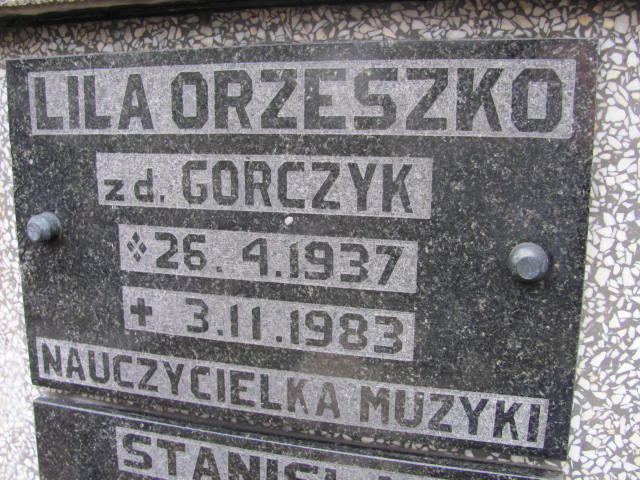 LILA ORZESZKO
zd. GORCZYK
26.4.1937
+ 3.11.1983
NAUCZYCIELKA MUZYKI